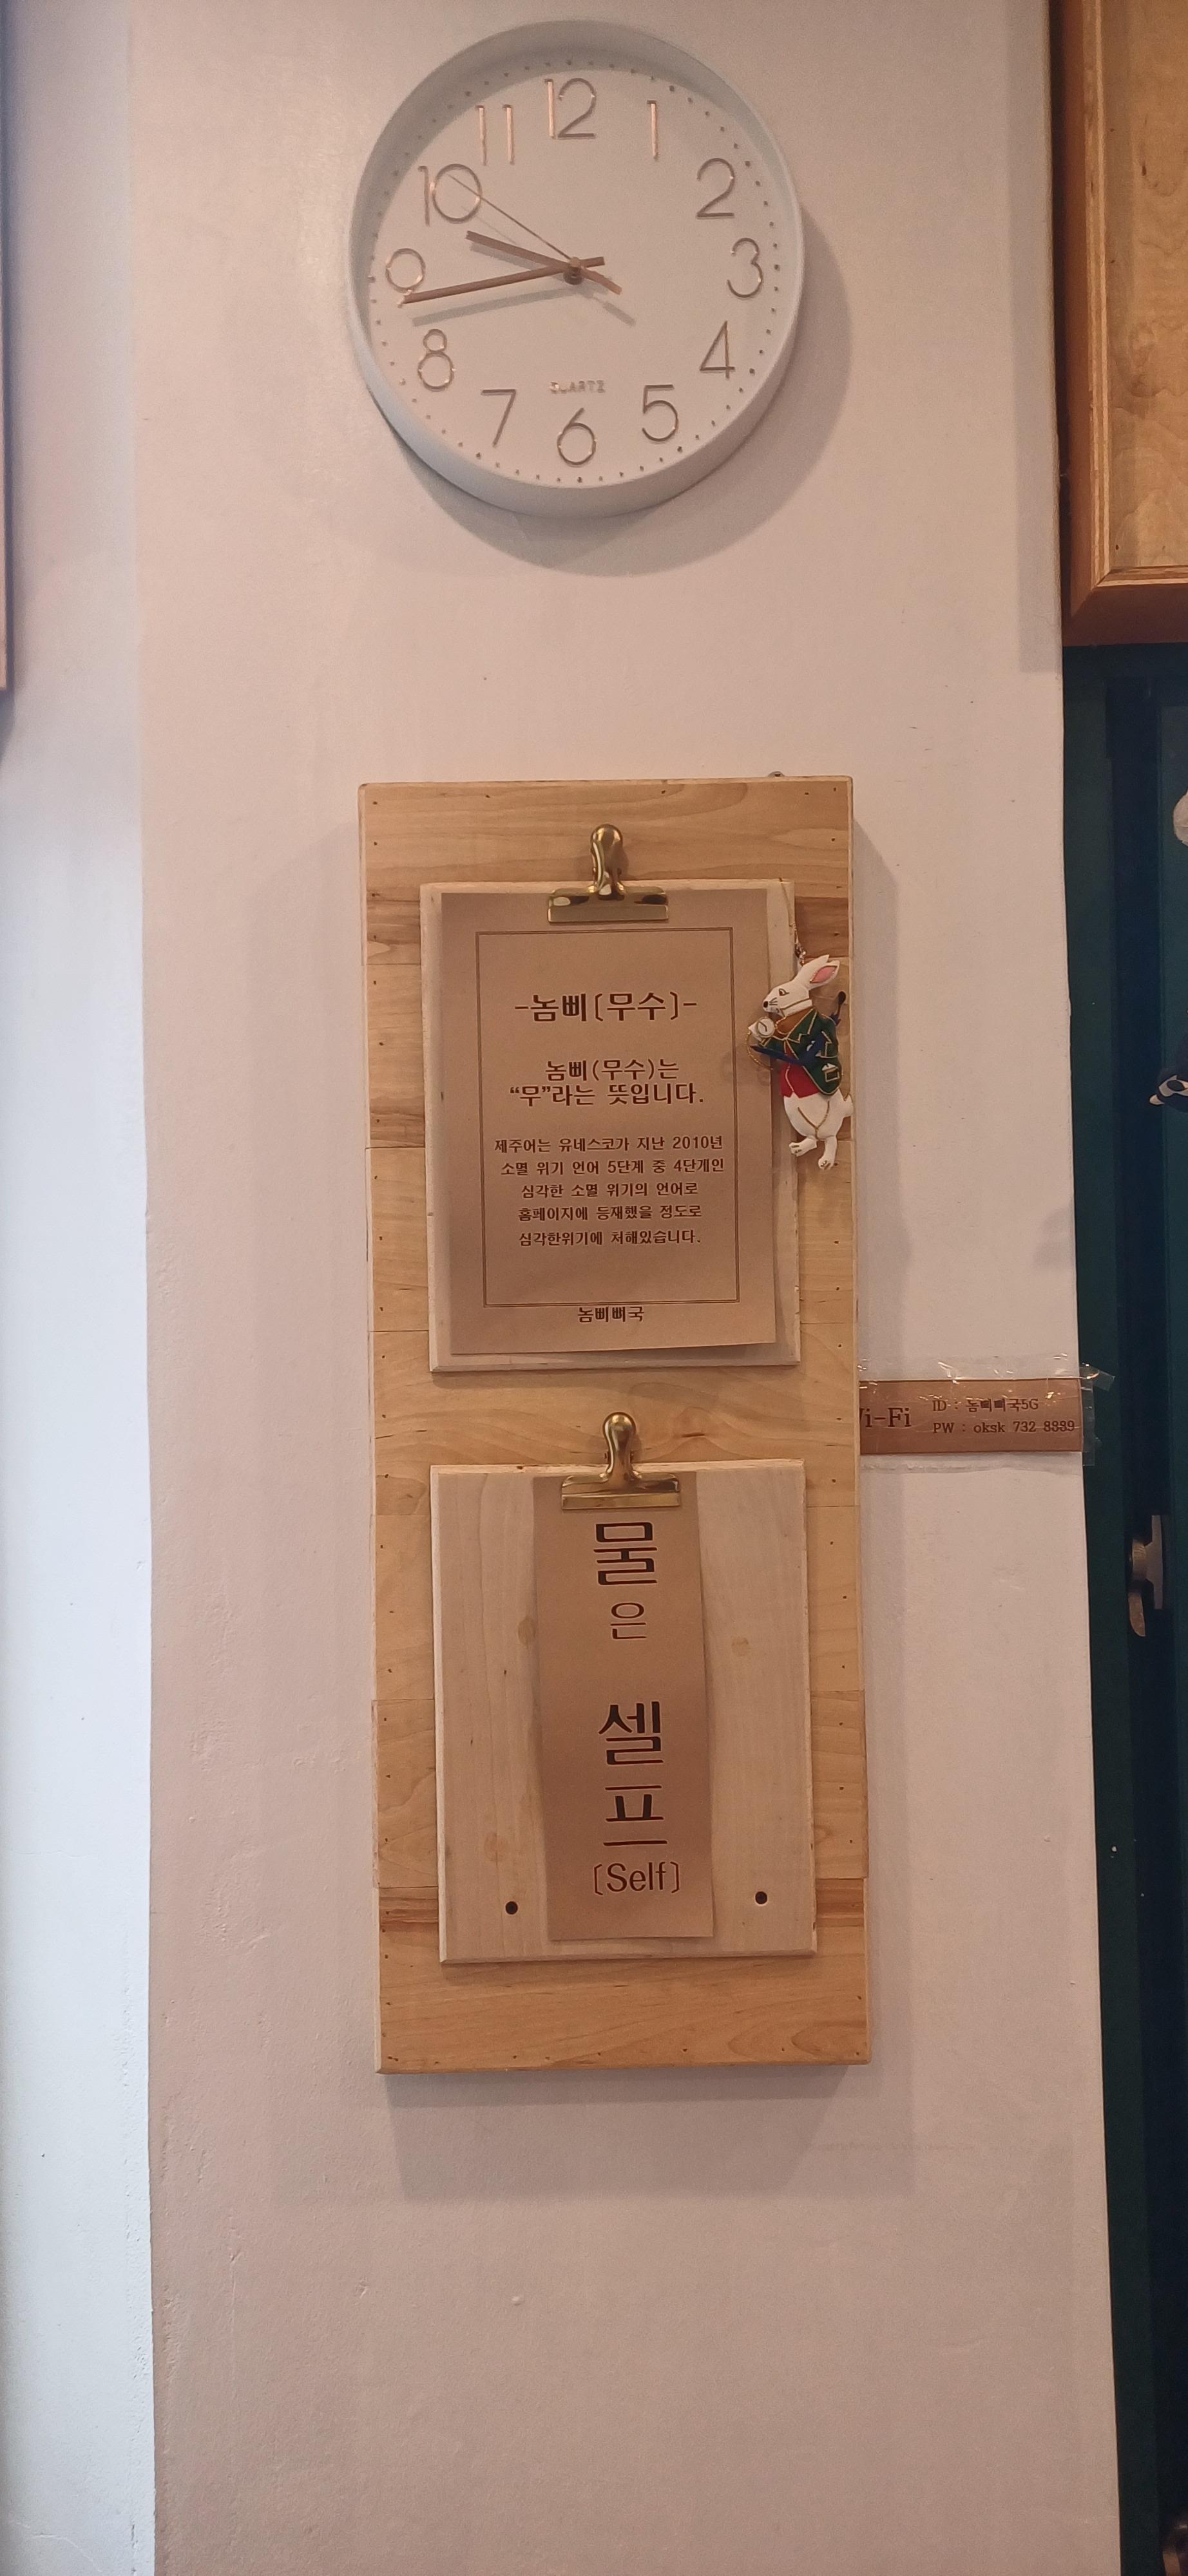 12
1
2
3
4
5
6
7
8
9
10
11
QUARTZ
-놈삐(무수)-
놈삐(무수)는
“무”라는 뜻입니다.
제주어는 유네스코가 지난 2010년
소멸 위기 언어 5단계 중 4단계인
심각한 소멸 위기의 언어로
홈페이지에 등재했을 정도로
심각한위기에 처해있습니다.
놈삐뼈국
i-Fi
ID : 놈삐뼈국5G
PW : oksk 732 8339
물
은
셀
프
(Self)